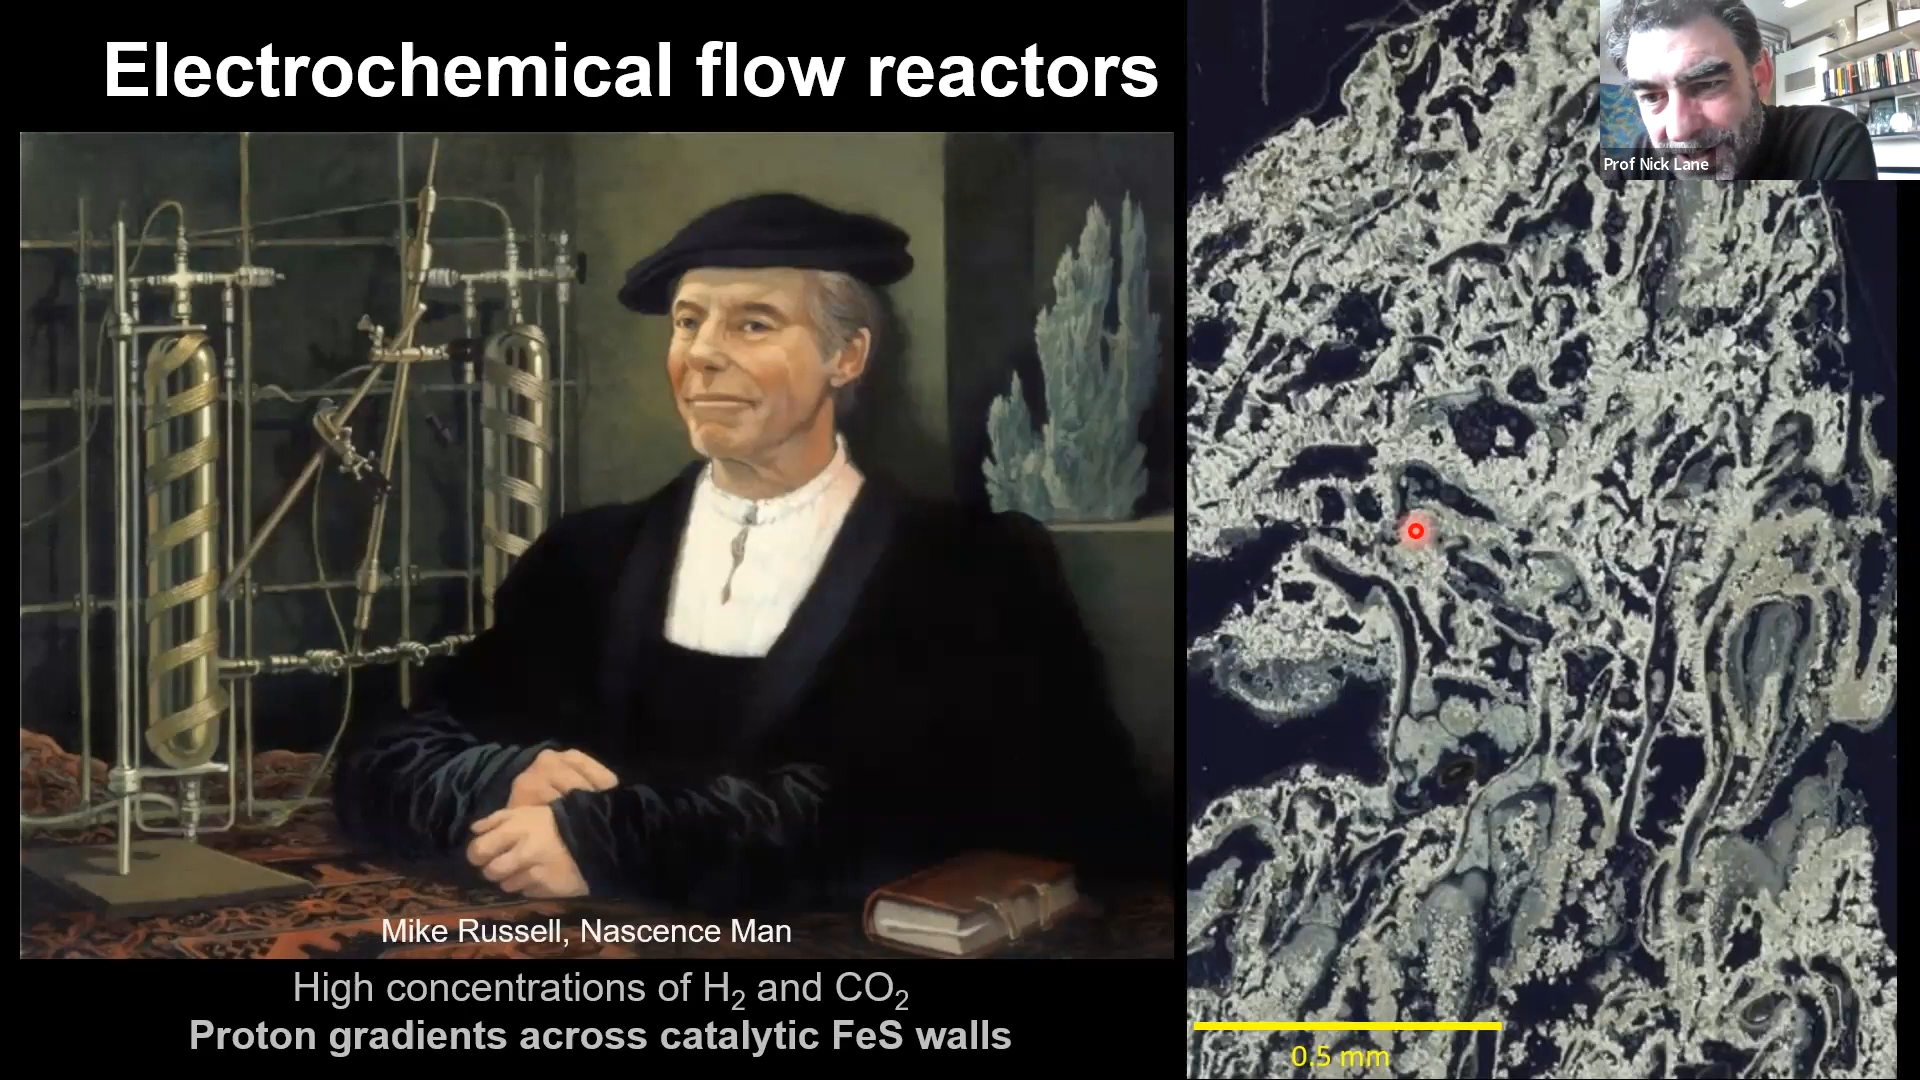 Electrochemical flow reactors
Prof Nick Lane
Mike Russell, Nascence Man
High concentrations of H₂ and CO₂
Proton gradients across catalytic FeS walls
0.5 mm